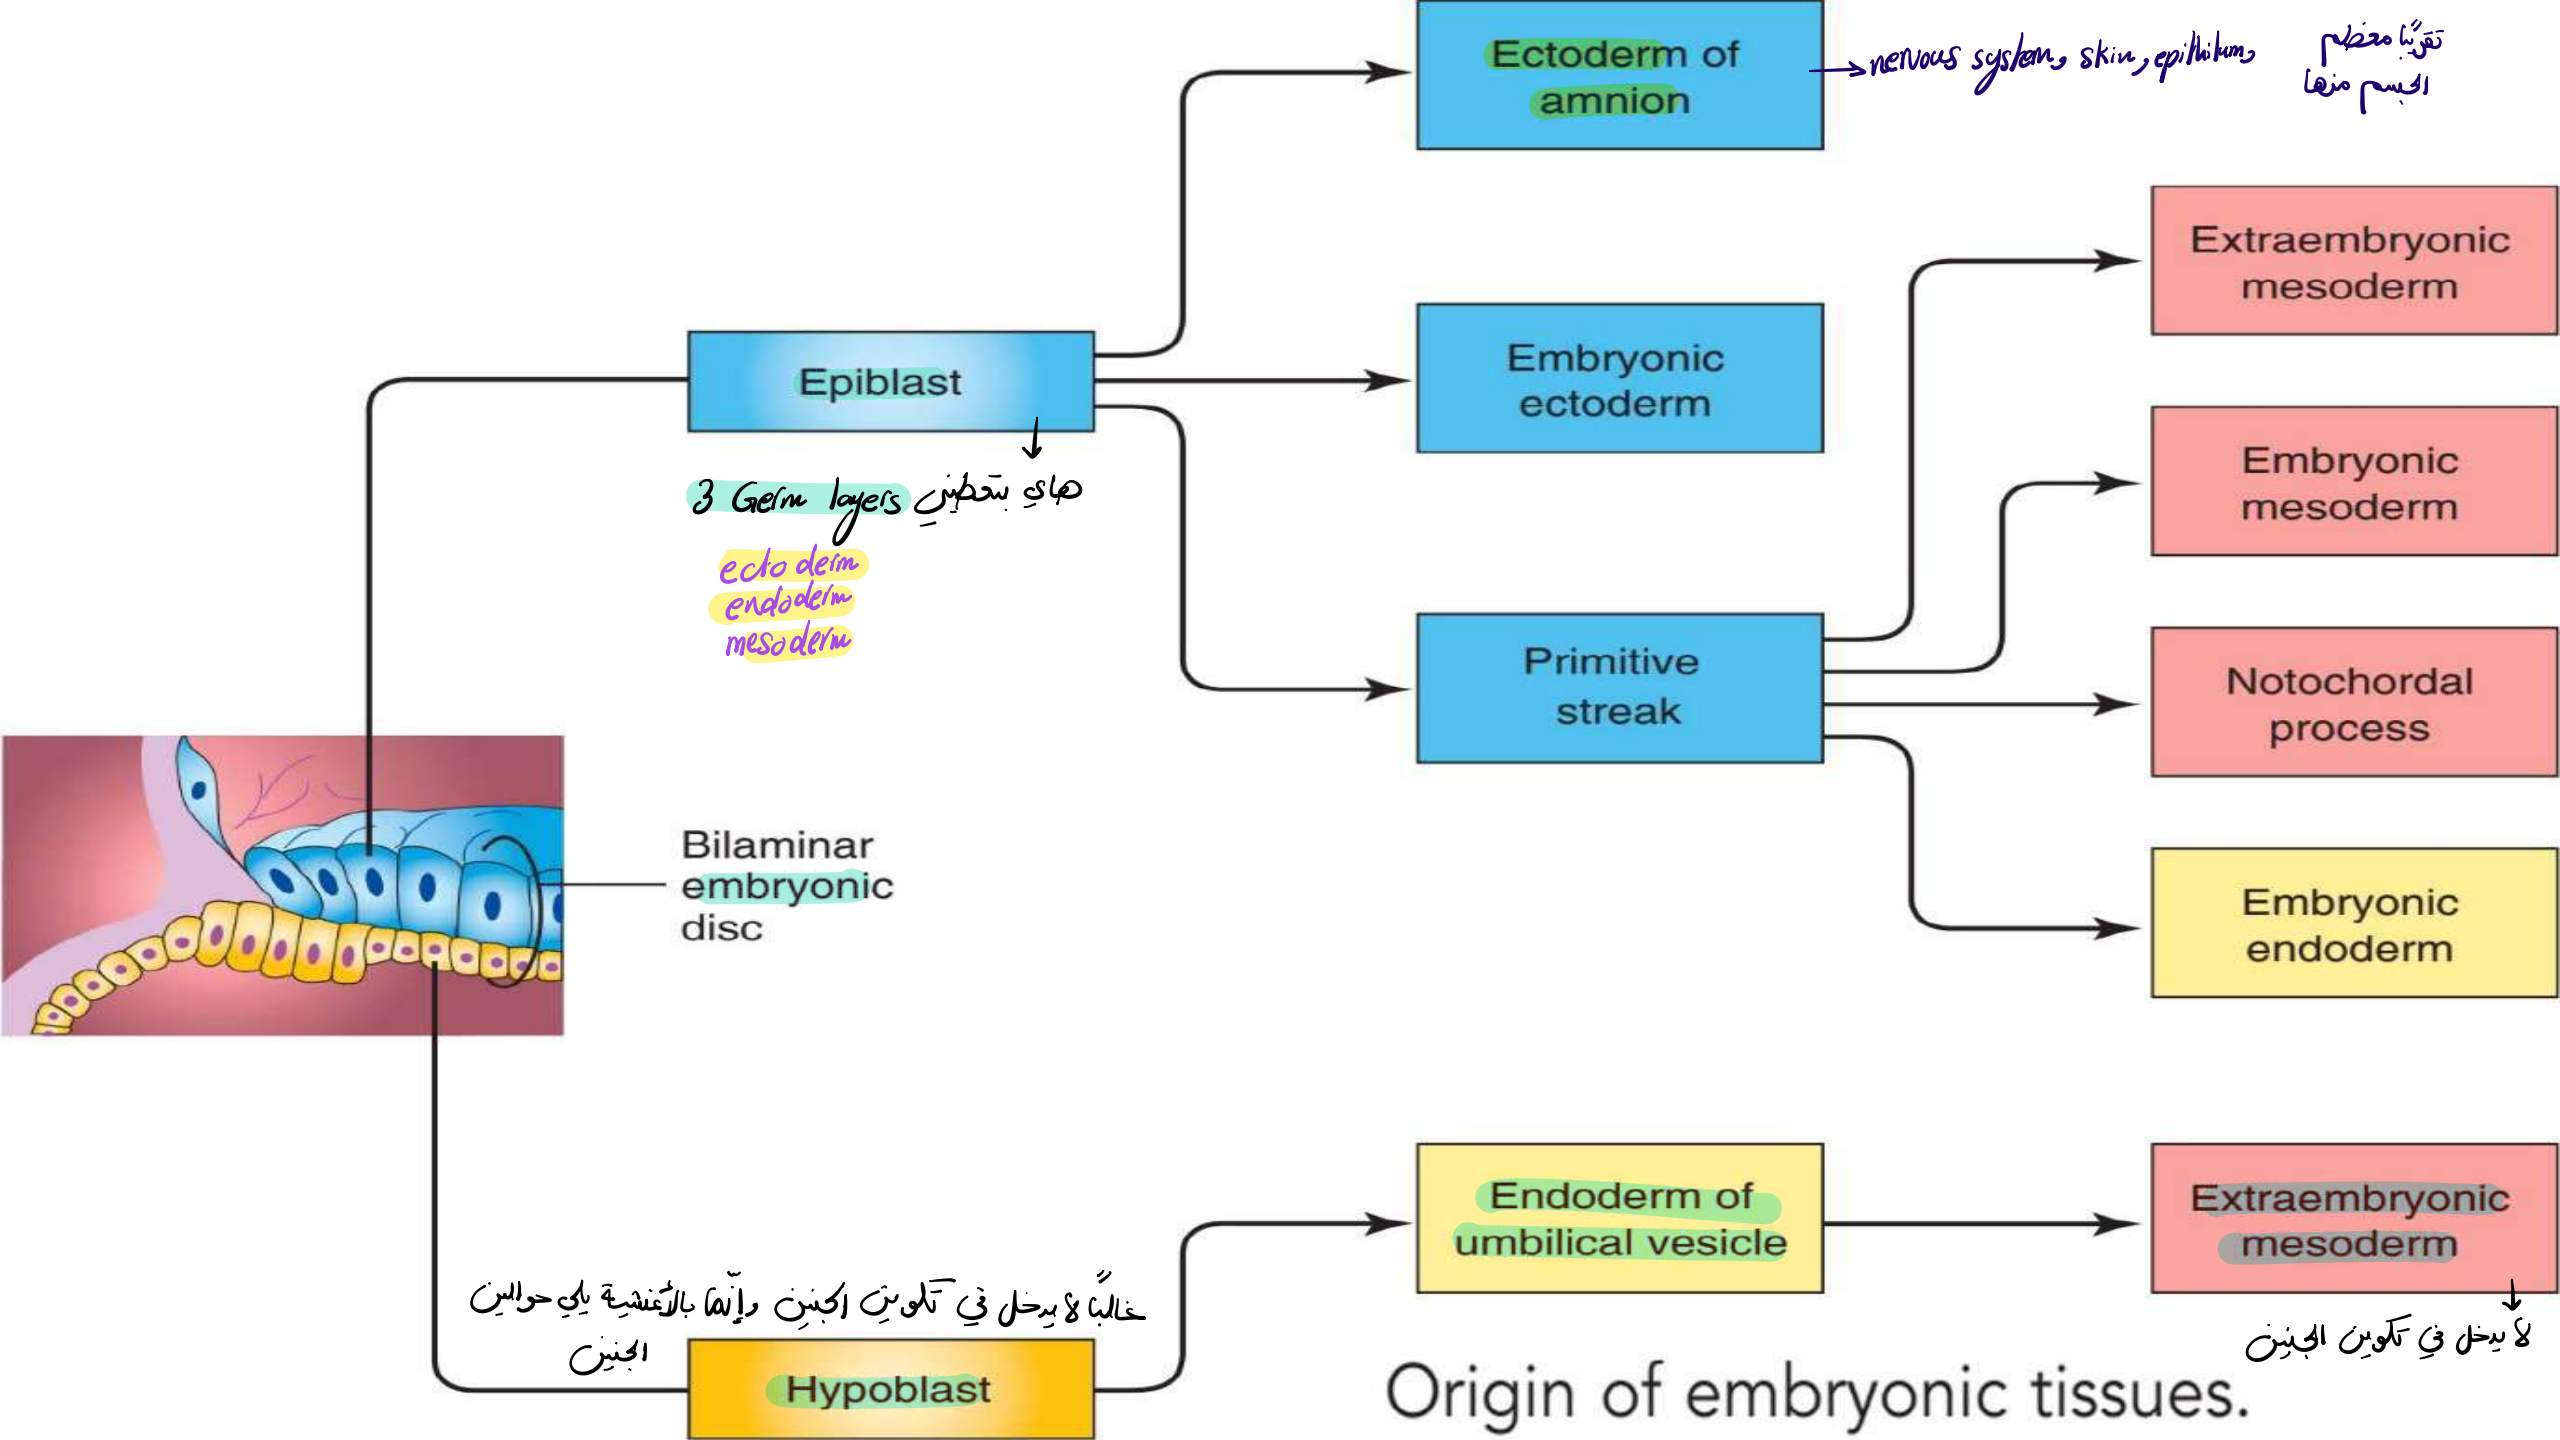 Ectoderm of
amnion
nervous system, skin, epithilum,
تقريبًا معظم
الجسم منها
Extraembryonic
mesoderm
Epiblast
Embryonic
ectoderm
Embryonic
mesoderm
هاي بتعطيني 3 Germ layers
ectoderm
endoderm
mesoderm
Primitive
streak
Notochordal
process
Bilaminar
embryonic
disc
Embryonic
endoderm
Endoderm of
umbilical vesicle
Extraembryonic
mesoderm
غالبًا لا يدخل في تكوين الجنين وإنّما بالأغشية يلي حوالين
الجنين
لا يدخل في تكوين الجنين
Hypoblast
Origin of embryonic tissues.